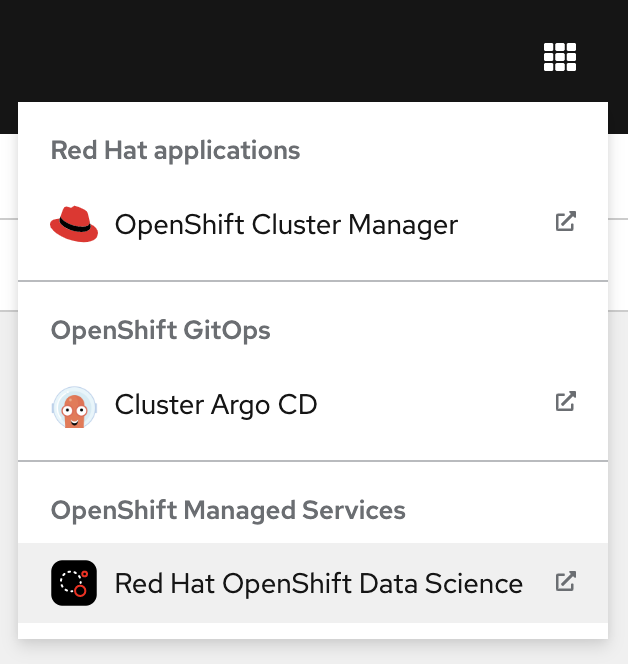 Red Hat applications
OpenShift Cluster Manager
OpenShift GitOps
Cluster Argo CD
OpenShift Managed Services
Red Hat OpenShift Data Science